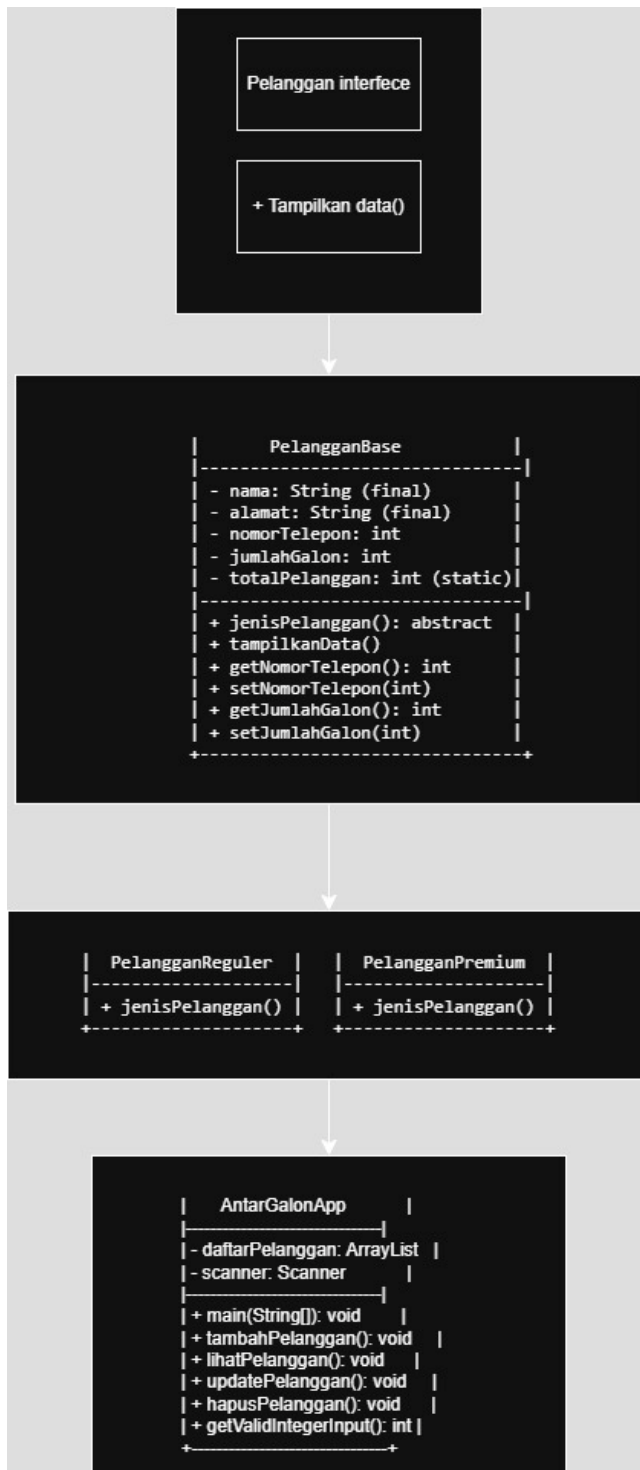 Pelanggan interfece
+ Tampilkan data()
| PelangganBase |
|---------------------------------|
| - nama: String (final) |
| - alamat: String (final) |
| - nomorTelepon: int |
| - jumlahGalon: int |
| - totalPelanggan: int (static)|
|---------------------------------|
| + jenisPelanggan(): abstract |
| + tampilkanData() |
| + getNomorTelepon(): int |
| + setNomorTelepon(int) |
| + getJumlahGalon(): int |
| + setJumlahGalon(int) |
+---------------------------------+
| PelangganReguler | | PelangganPremium |
|--------------------| |--------------------|
| + jenisPelanggan() | | + jenisPelanggan() |
+--------------------+ +--------------------+
| AntarGalonApp |
|--------------------------------|
| - daftarPelanggan: ArrayList |
| - scanner: Scanner |
|--------------------------------|
| + main(String[]): void |
| + tambahPelanggan(): void |
| + lihatPelanggan(): void |
| + updatePelanggan(): void |
| + hapusPelanggan(): void |
| + getValidIntegerInput(): int |
+--------------------------------+